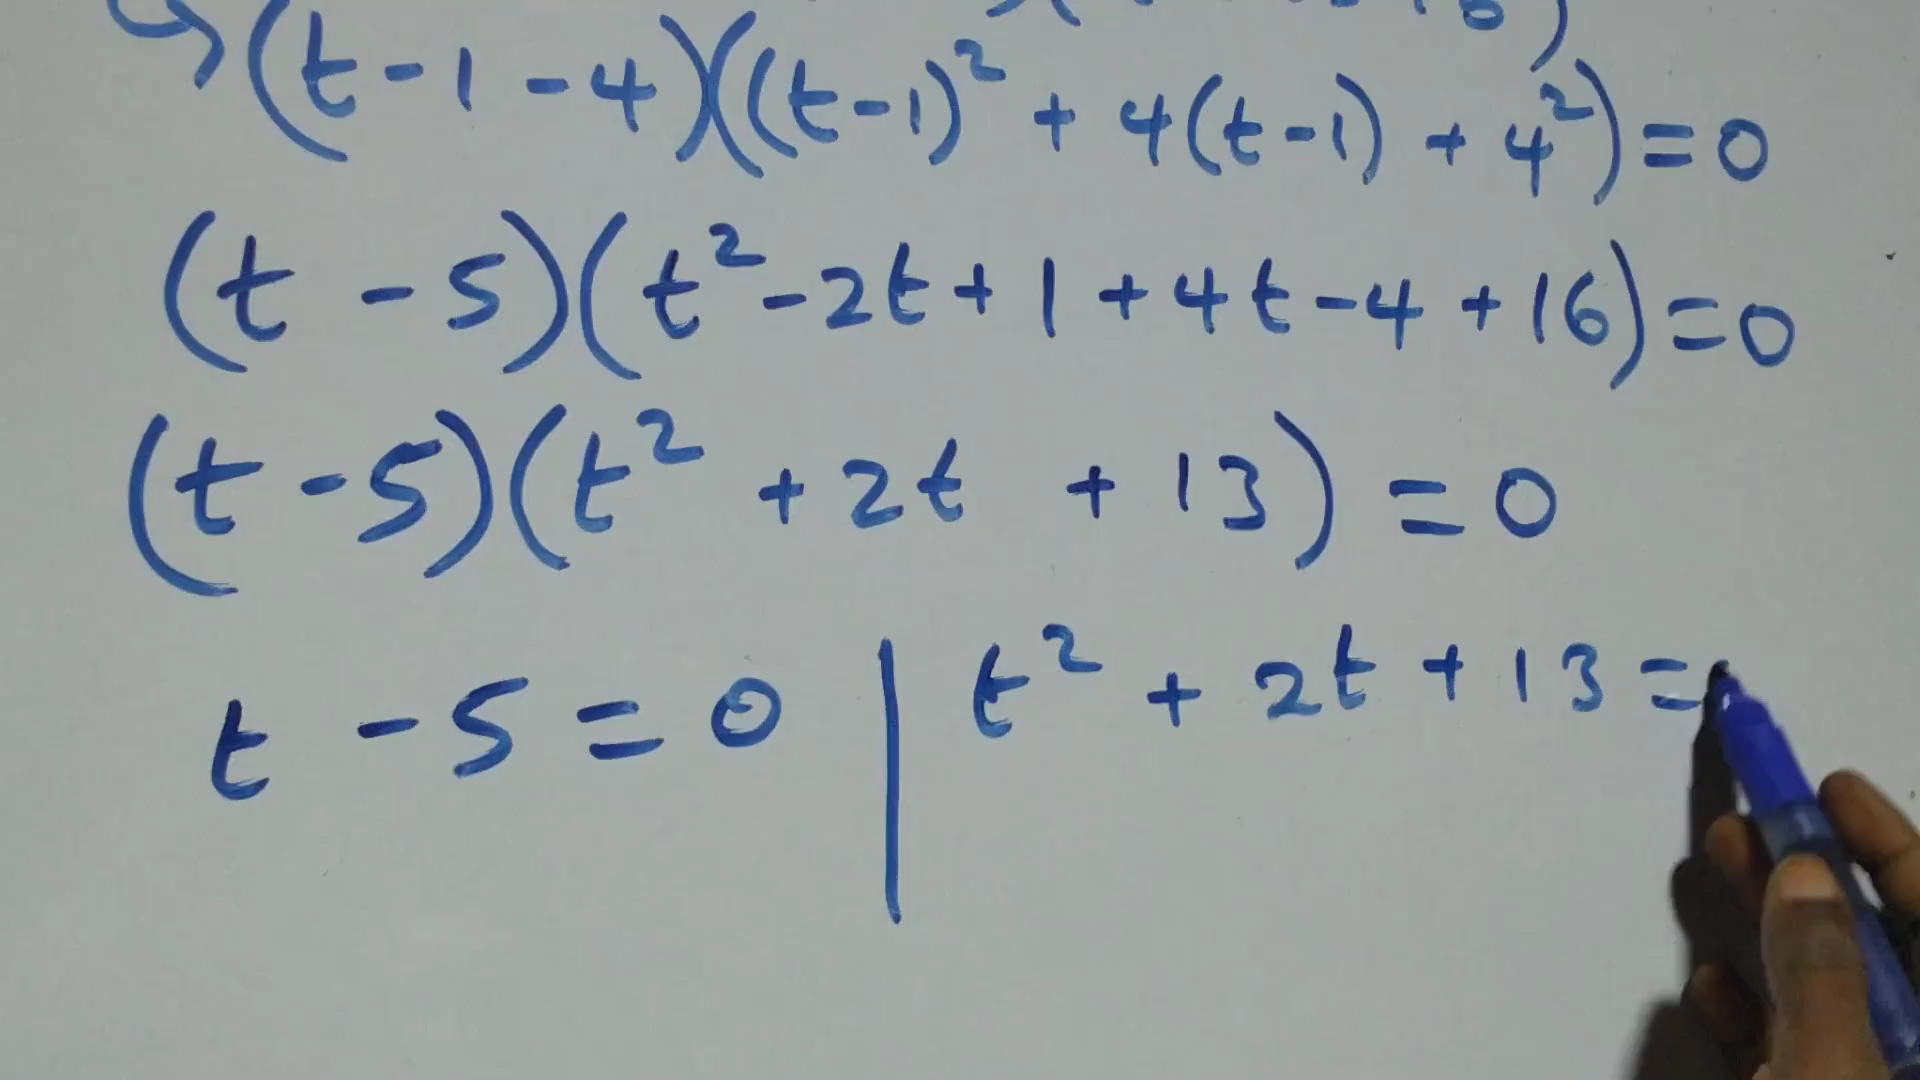 (t - 1 - 4)((t - 1)² + 4(t - 1) + 4²) = 0
(t - 5)(t² - 2t + 1 + 4t - 4 + 16) = 0
(t - 5)(t² + 2t + 13) = 0
t - 5 = 0 | t² + 2t + 13 =